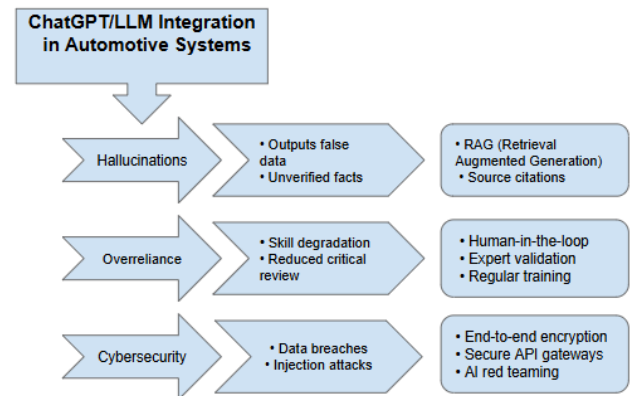 ChatGPT/LLM Integration
in Automotive Systems
Hallucinations
• Outputs false
data
• Unverified facts
• RAG (Retrieval
Augmented Generation)
• Source citations
Overreliance
• Skill degradation
• Reduced critical
review
• Human-in-the-loop
• Expert validation
• Regular training
Cybersecurity
• Data breaches
• Injection attacks
• End-to-end encryption
• Secure API gateways
• AI red teaming